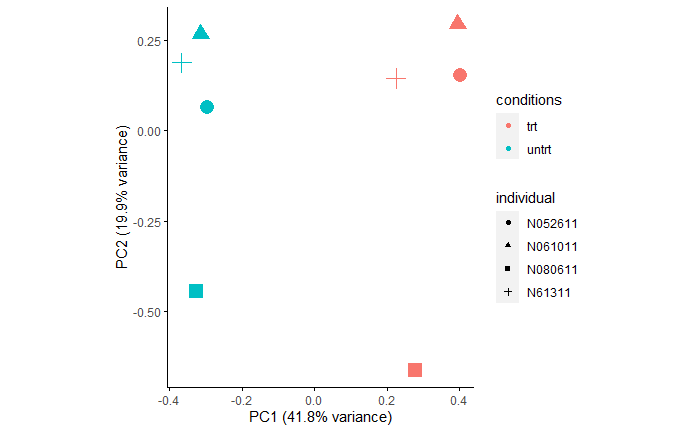 0.25
0.00
-0.25
-0.50
PC2 (19.9% variance)
-0.4
-0.2
0.0
0.2
0.4
PC1 (41.8% variance)
conditions
trt
untrt
individual
N052611
N061011
N080611
N61311